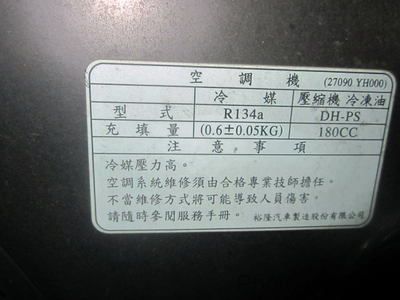 空調機 (27090 YH000)
冷媒 壓縮機 冷凍油
型式 R134a DH-PS
充填量 (0.6±0.05KG) 180CC
注意事項
冷媒壓力高。
空調系統維修須由合格專業技師擔任。
不當維修方式將可能導致人員傷害。
請隨時參閱服務手冊。 裕隆汽車製造股份有限公司